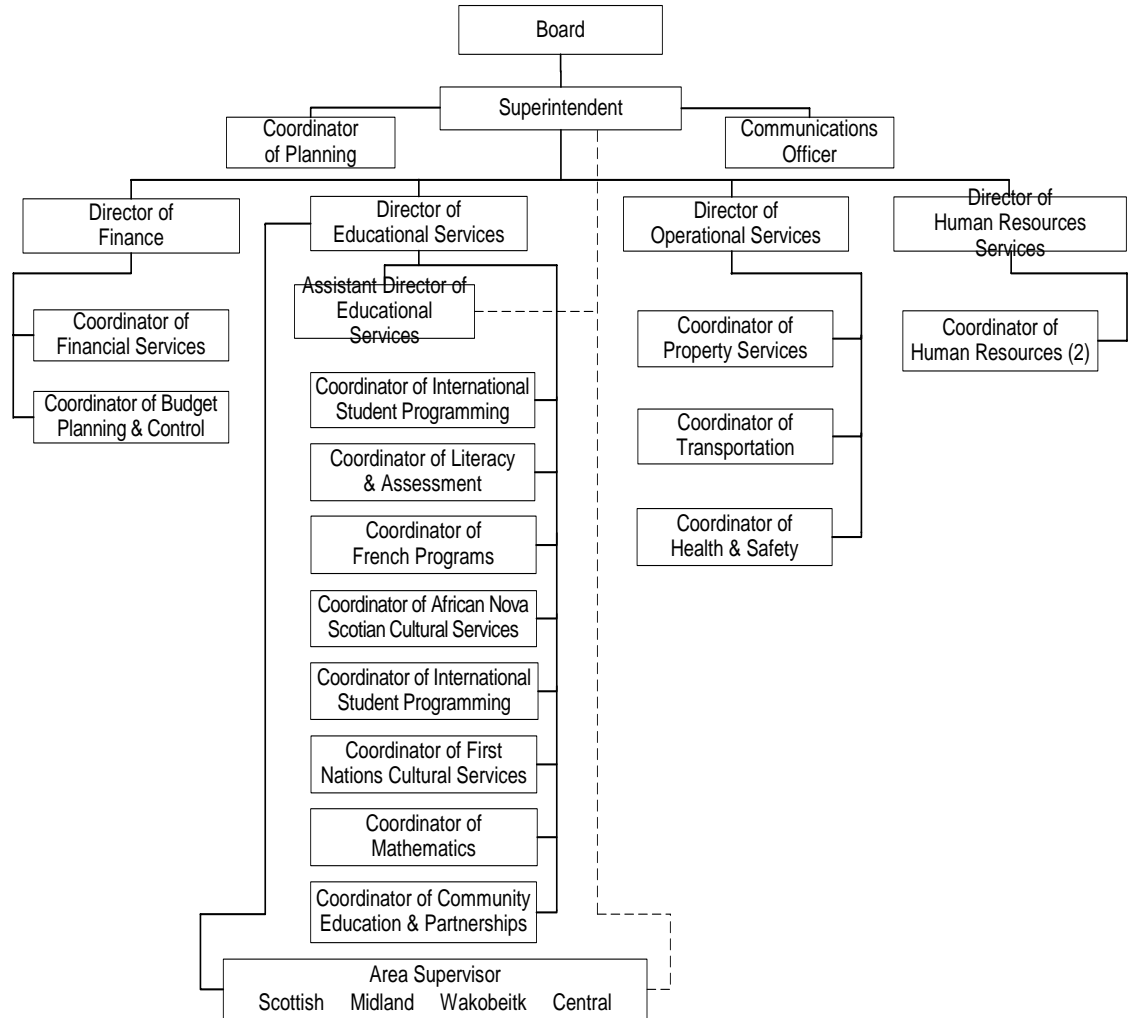 Board
Superintendent
Coordinator
of Planning
Communications
Officer
Director of
Finance
Director of
Educational Services
Director of
Operational Services
Director of
Human Resources
Services
Assistant Director of
Educational
Services
Coordinator of
Financial Services
Coordinator of Budget
Planning & Control
Coordinator of International
Student Programming
Coordinator of Literacy
& Assessment
Coordinator of
French Programs
Coordinator of African Nova
Scotian Cultural Services
Coordinator of International
Student Programming
Coordinator of First
Nations Cultural Services
Coordinator of
Mathematics
Coordinator of Community
Education & Partnerships
Coordinator of
Property Services
Coordinator of
Transportation
Coordinator of
Health & Safety
Coordinator of
Human Resources (2)
Area Supervisor
Scottish Midland Wakobeitk Central